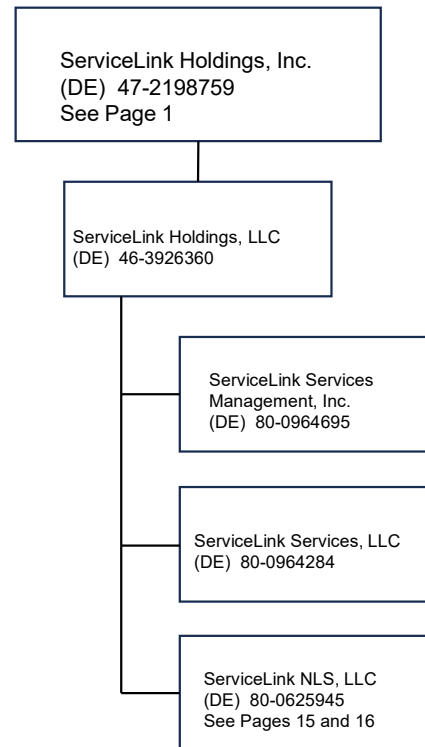 ServiceLink Holdings, Inc.
(DE) 47-2198759
See Page 1
ServiceLink Holdings, LLC
(DE) 46-3926360
ServiceLink Services
Management, Inc.
(DE) 80-0964695
ServiceLink Services, LLC
(DE) 80-0964284
ServiceLink NLS, LLC
(DE) 80-0625945
See Pages 15 and 16